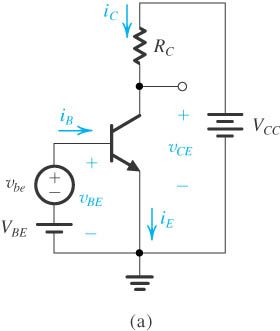 i_C
R_C
i_B
+
V_CC
v_CE
+
v_be
+
−
v_BE
−
V_BE
−
i_E
(a)